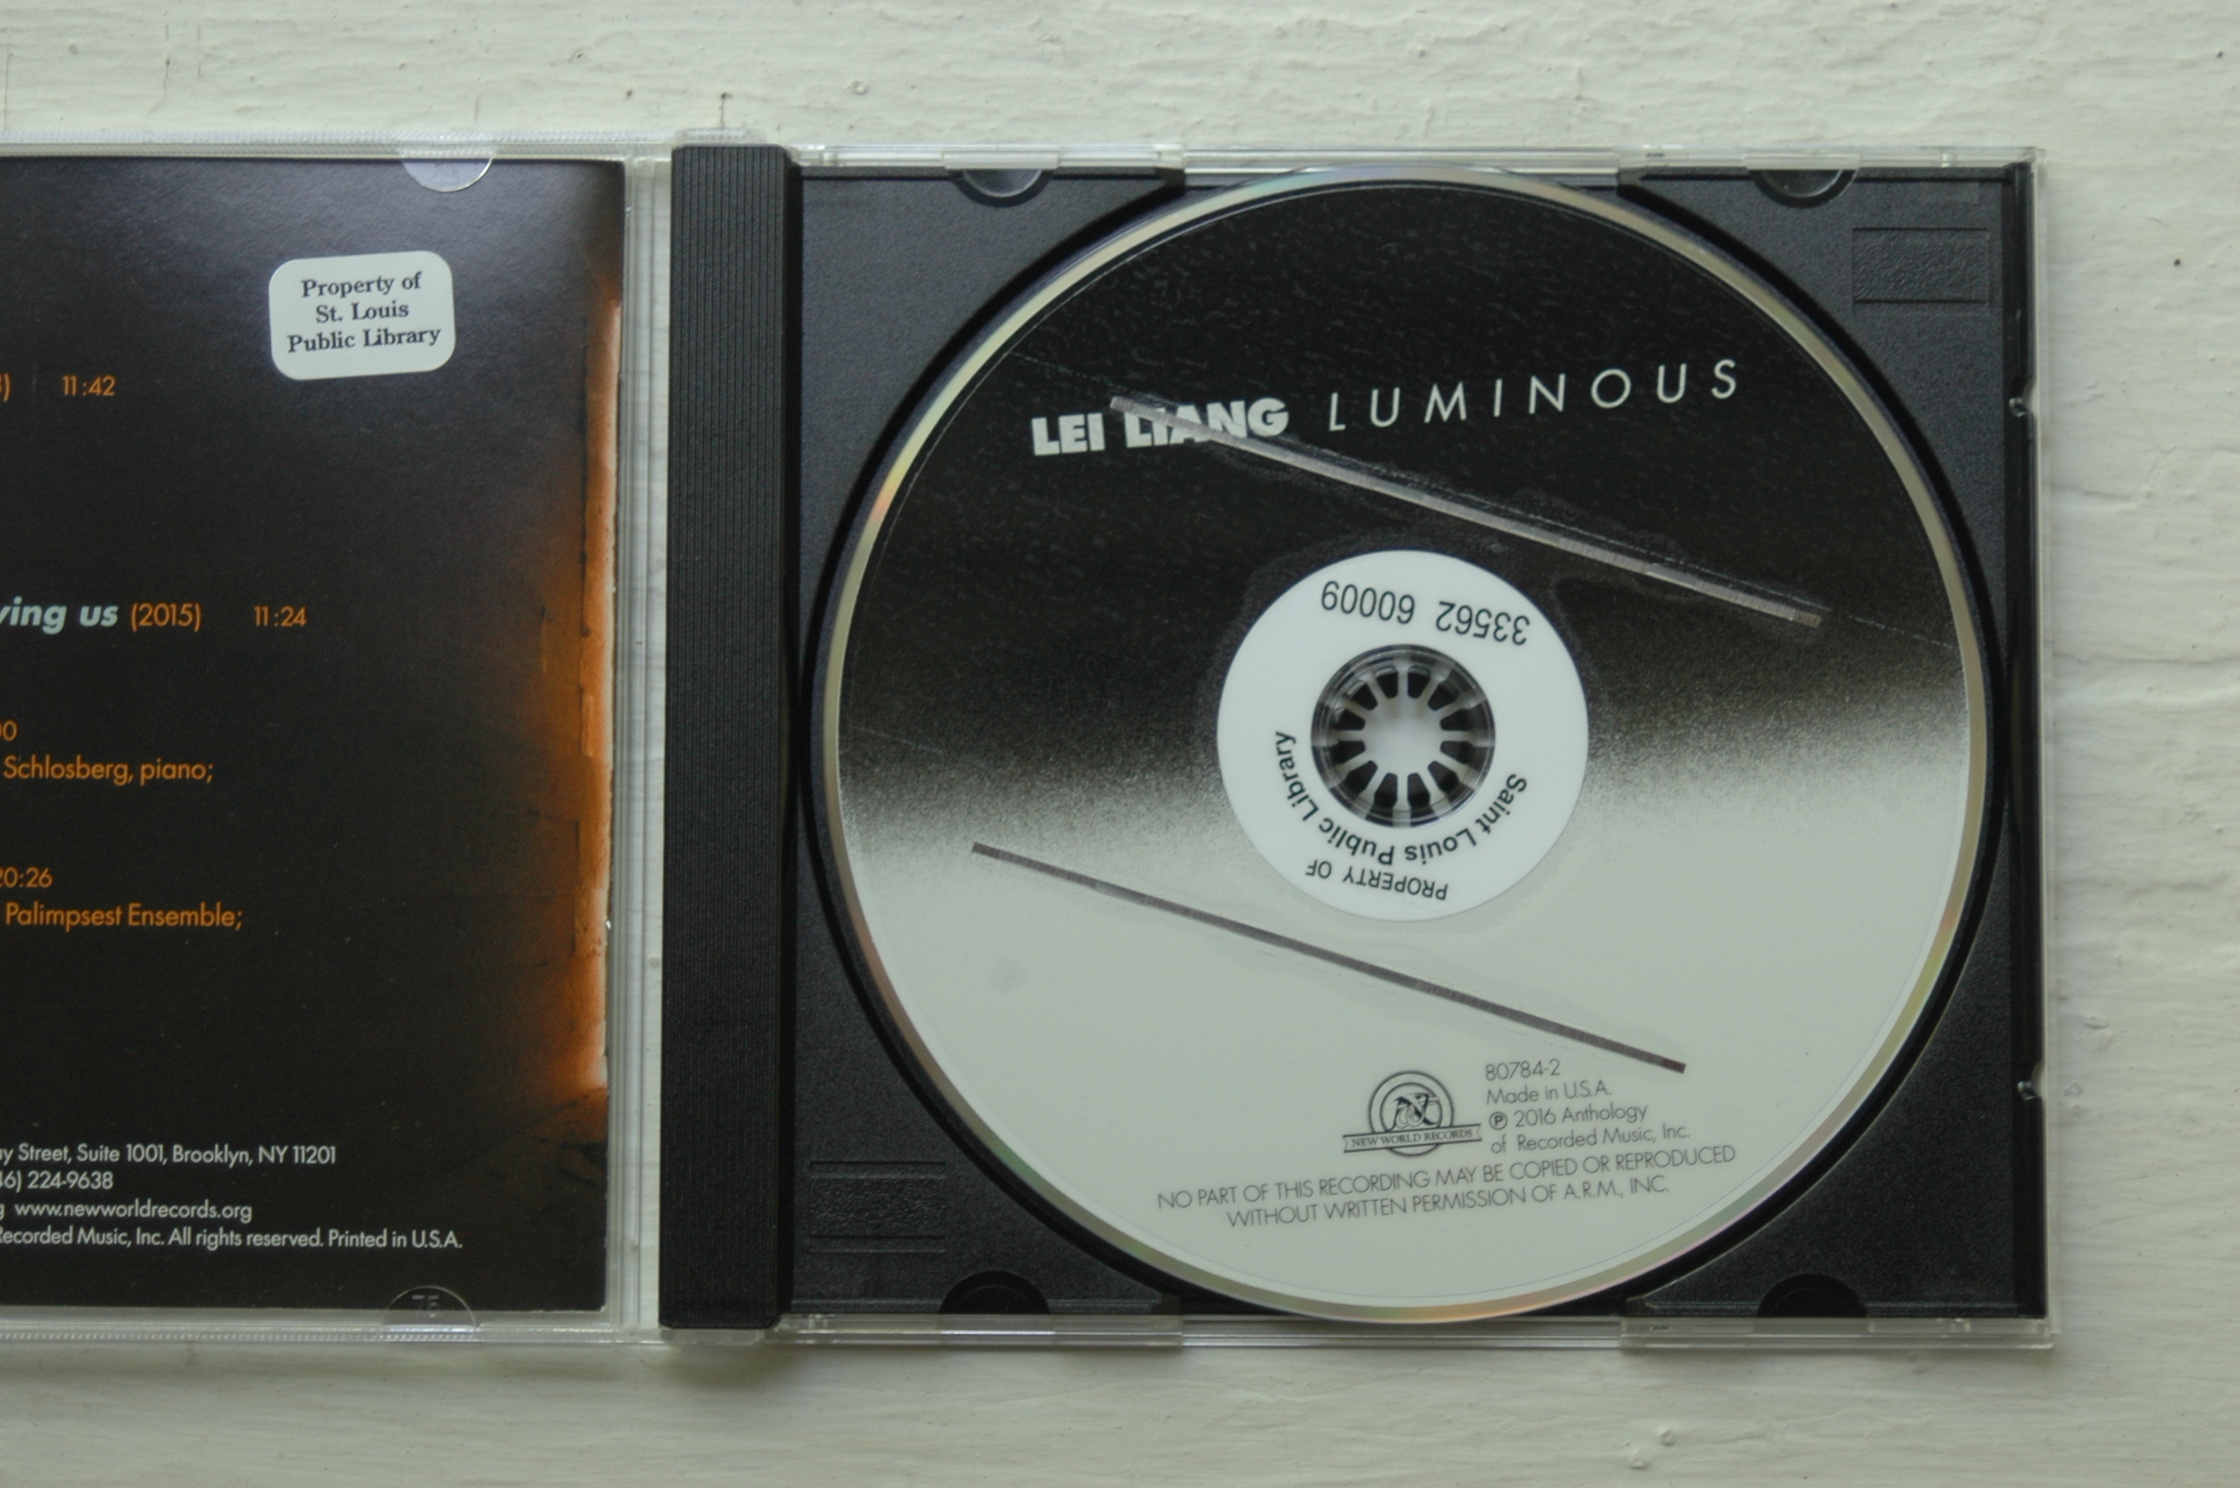 Property of
St. Louis
Public Library
11:42
us (2015) 11:24
Schlosberg, piano;
20:26
Palimpsest Ensemble;
Street, Suite 1001, Brooklyn, NY 11201
224-9638
www.newworldrecords.org
Recorded Music, Inc. All rights reserved. Printed in U.S.A.
LEI LIANG LUMINOUS
33562 60009
PROPERTY OF
Saint Louis Public Library
NEW WORLD RECORDS
80784-2
Made in U.S.A.
℗ 2016 Anthology
of Recorded Music, Inc.
NO PART OF THIS RECORDING MAY BE COPIED OR REPRODUCED
WITHOUT WRITTEN PERMISSION OF A.R.M., INC.